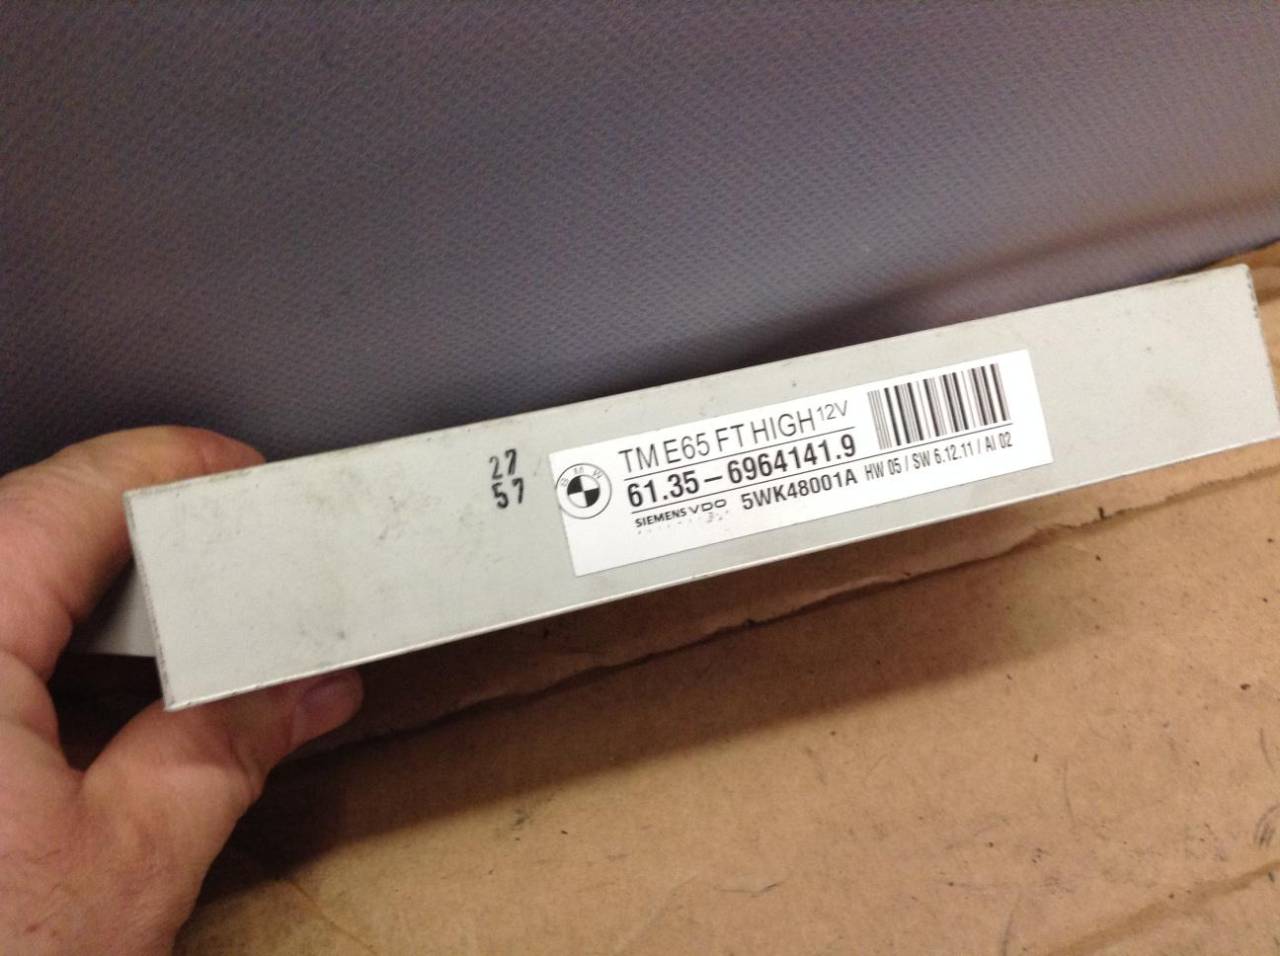 27
57
BMW
TM E65 FT HIGH 12V
61.35-6964141.9
SIEMENS VDO 5WK48001A HW 05 / SW 6.12.11 / AI 02